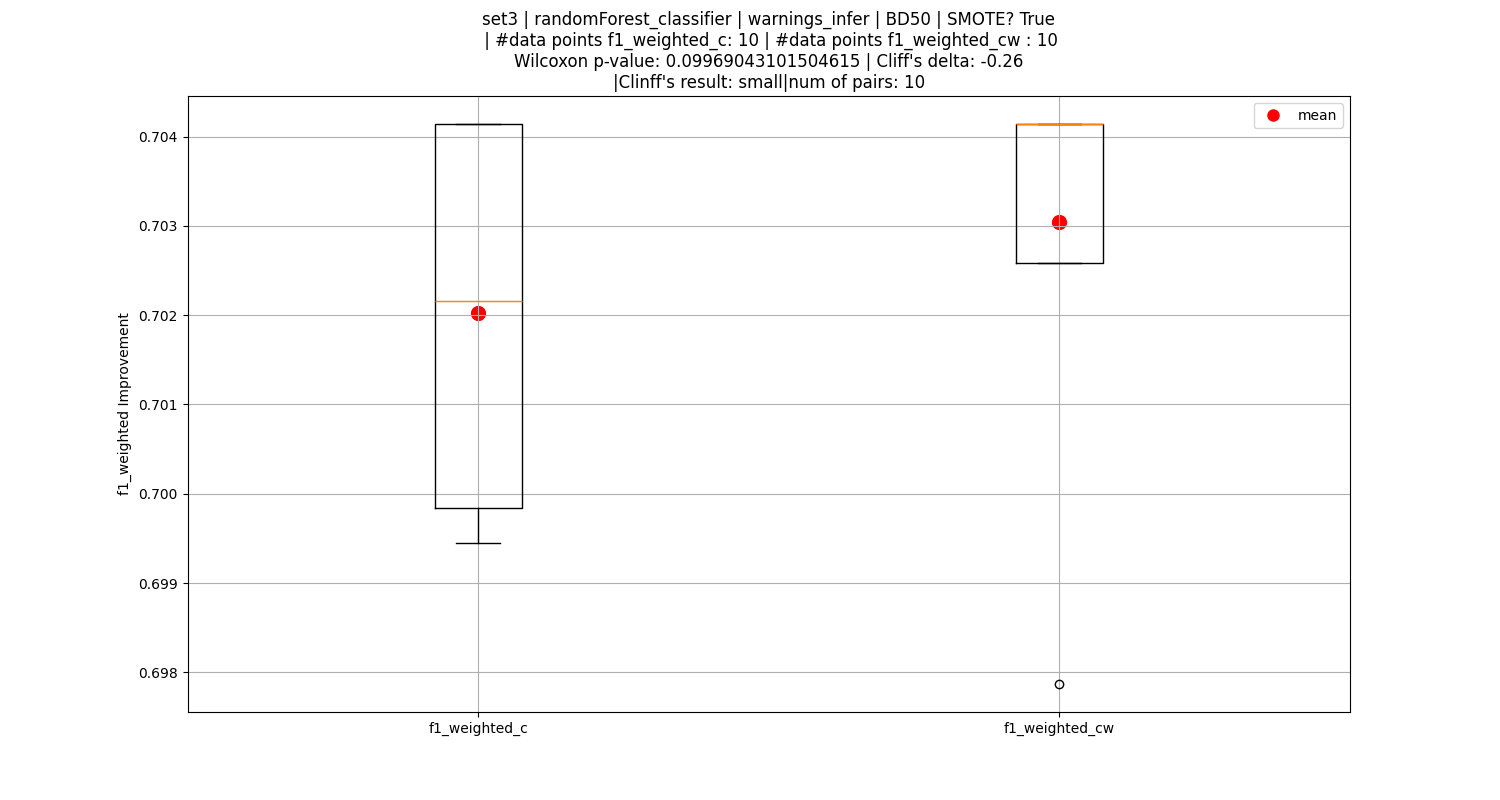 set3 | randomForest_classifier | warnings_infer | BD50 | SMOTE? True
| #data points f1_weighted_c: 10 | #data points f1_weighted_cw : 10
Wilcoxon p-value: 0.09969043101504615 | Cliff's delta: -0.26
|Clinff's result: small|num of pairs: 10
mean
0.704
0.703
0.702
0.701
0.700
0.699
0.698
f1_weighted Improvement
f1_weighted_c
f1_weighted_cw